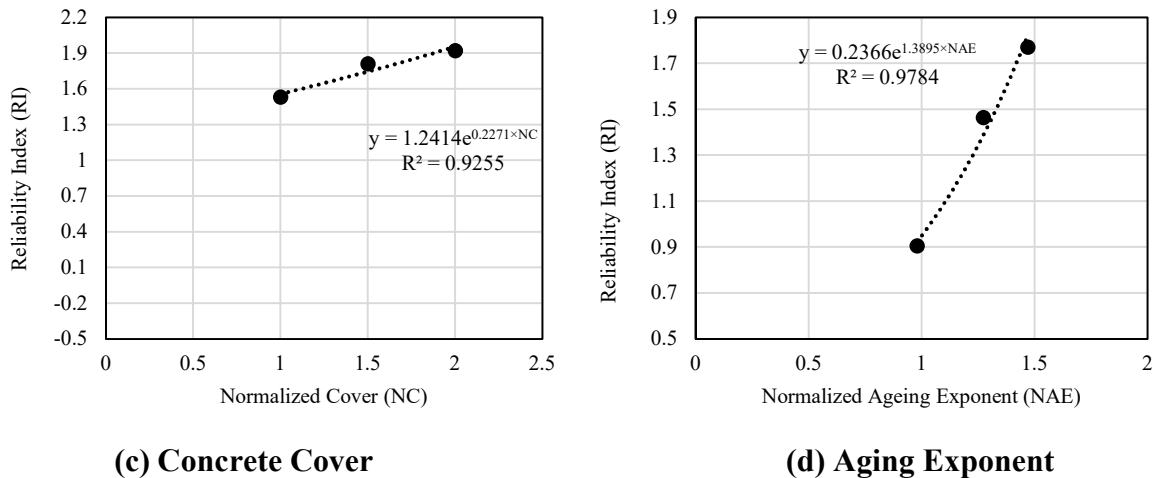 2.2
1.9
1.6
1.3
1
0.7
0.4
0.1
-0.2
-0.5
0
0.5
1
1.5
2
2.5
Reliability Index (RI)
Normalized Cover (NC)
y = 1.2414e^0.2271×NC
R² = 0.9255
(c) Concrete Cover
1.9
1.7
1.5
1.3
1.1
0.9
0.7
0.5
0
0.5
1
1.5
2
Reliability Index (RI)
Normalized Ageing Exponent (NAE)
y = 0.2366e^1.3895×NAE
R² = 0.9784
(d) Aging Exponent